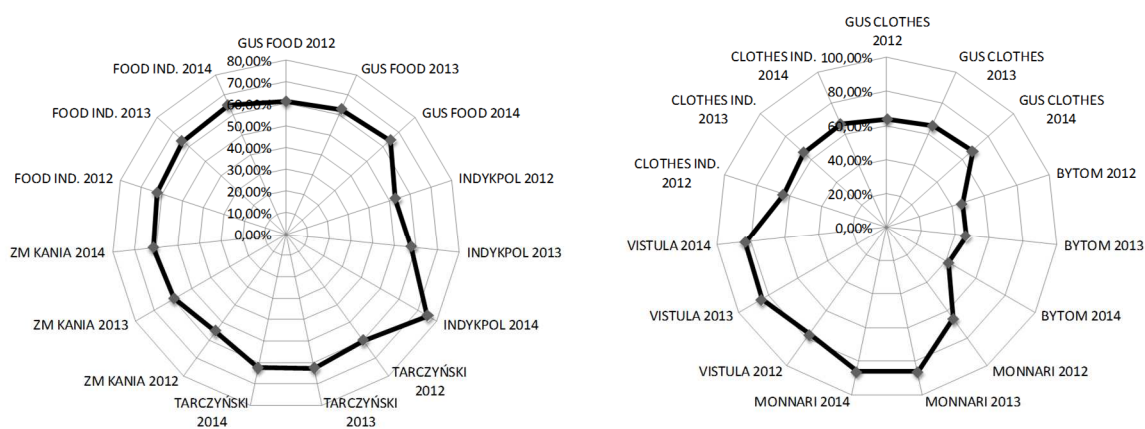 GUS FOOD 2012
GUS FOOD 2013
GUS FOOD 2014
INDYKPOL 2012
INDYKPOL 2013
INDYKPOL 2014
TARCZYŃSKI
2012
TARCZYŃSKI
2013
TARCZYŃSKI
2014
ZM KANIA 2012
ZM KANIA 2013
ZM KANIA 2014
FOOD IND. 2012
FOOD IND. 2013
FOOD IND. 2014
80,00%
70,00%
60,00%
50,00%
40,00%
30,00%
20,00%
10,00%
0,00%
GUS CLOTHES
2012
GUS CLOTHES
2013
GUS CLOTHES
2014
BYTOM 2012
BYTOM 2013
BYTOM 2014
MONNARI 2012
MONNARI 2013
MONNARI 2014
VISTULA 2012
VISTULA 2013
VISTULA 2014
CLOTHES IND.
2012
CLOTHES IND.
2013
CLOTHES IND.
2014
100,00%
80,00%
60,00%
40,00%
20,00%
0,00%